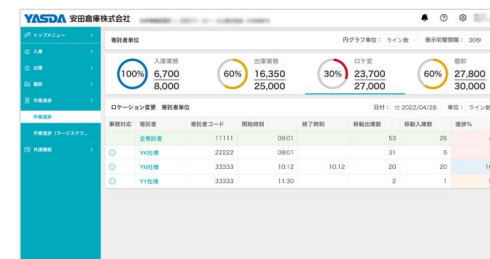 YASDA 安田倉庫株式会社
トップメニュー
入庫
出庫
棚卸
作業進捗
作業進捗
作業進捗(ラージスクリ...
共通機能
寄託者単位
円グラフ単位: ライン数 表示切替間隔: 30秒
入庫業務
100% 6,700
8,000
出庫業務
60% 16,350
25,000
ロケ変
30% 23,700
27,000
棚卸
60% 27,800
30,000
ロケーション変更 寄託者単位
日付: 2022/04/28 単位: ライン数
事務対応 寄託者 寄託者コード 開始時刻 終了時刻 移動出庫数 移動入庫数 進捗%
全寄託者 11111 09:01 53 26
YK社様 22222 09:01 31 5
YN社様 33333 10:12 10:12 20 20
YY社様 33333 11:30 2 1